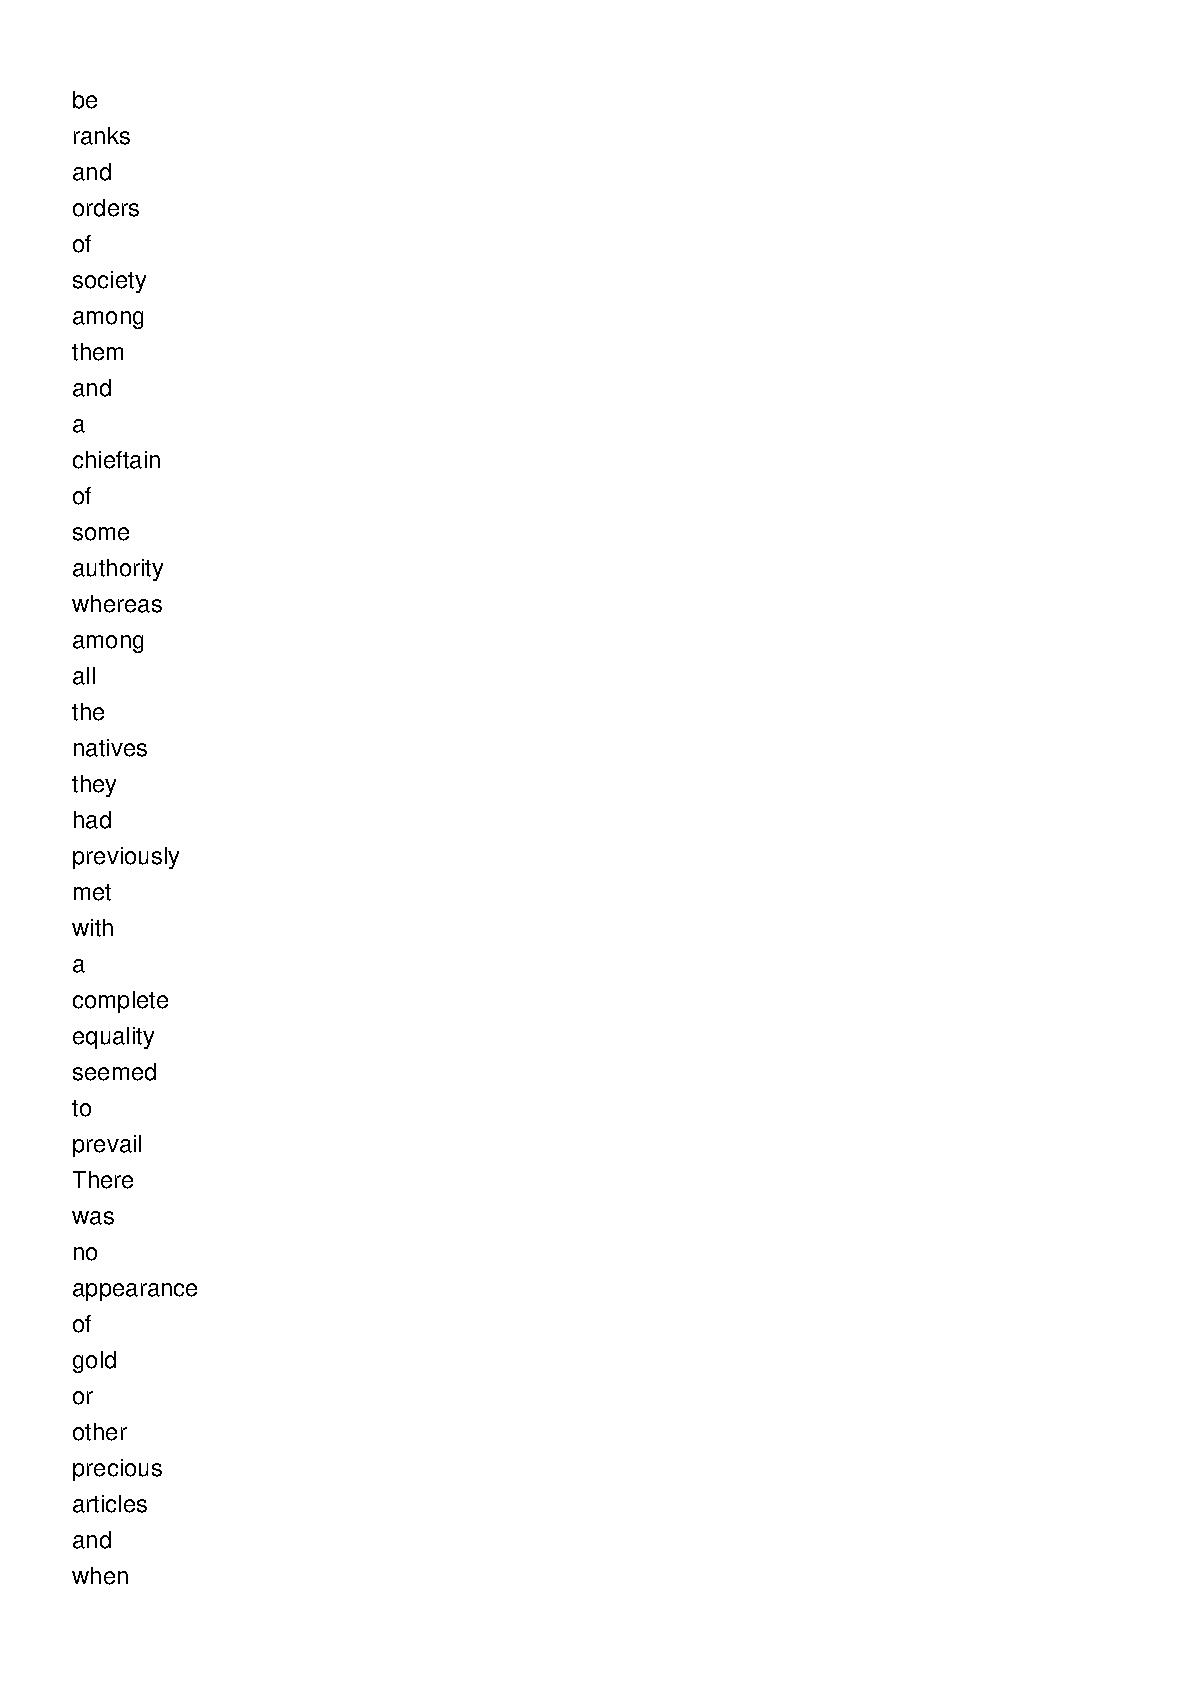 be
ranks
and
orders
of
society
among
them
and
a
chieftain
of
some
authority
whereas
among
all
the
natives
they
had
previously
met
with
a
complete
equality
seemed
to
prevail
There
was
no
appearance
of
gold
or
other
precious
articles
and
when